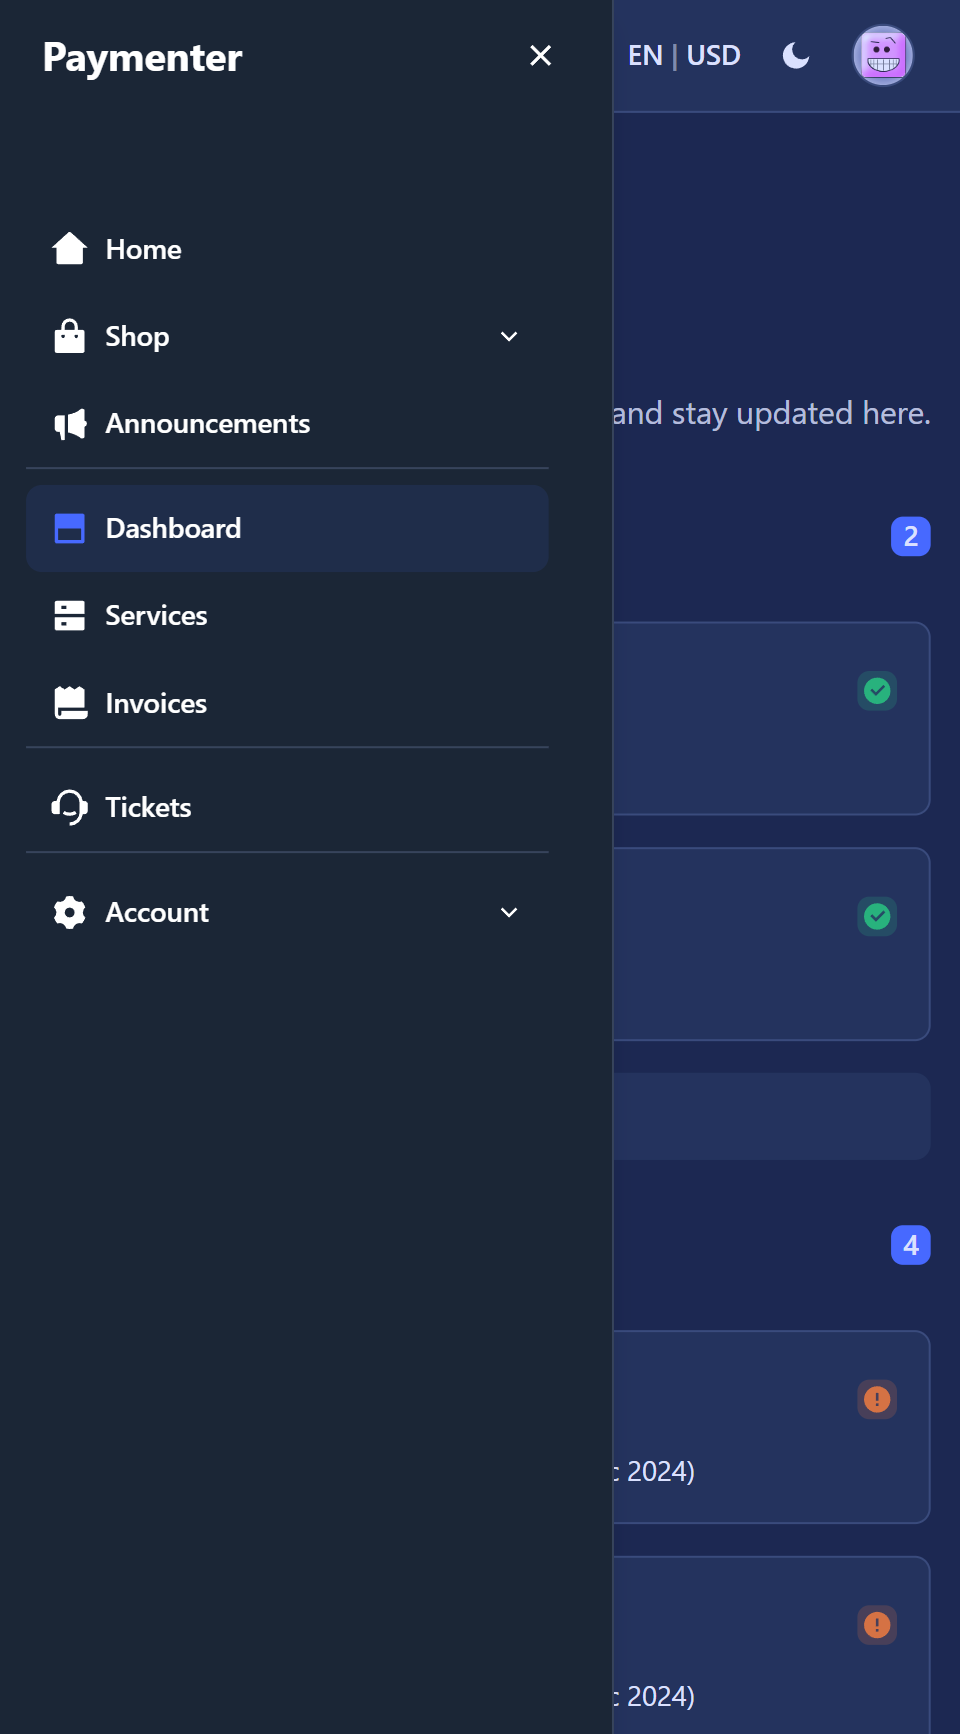 Paymenter
EN | USD
Home
Shop
Announcements
and stay updated here.
Dashboard
2
Services
Invoices
Tickets
Account
4
2024)
2024)